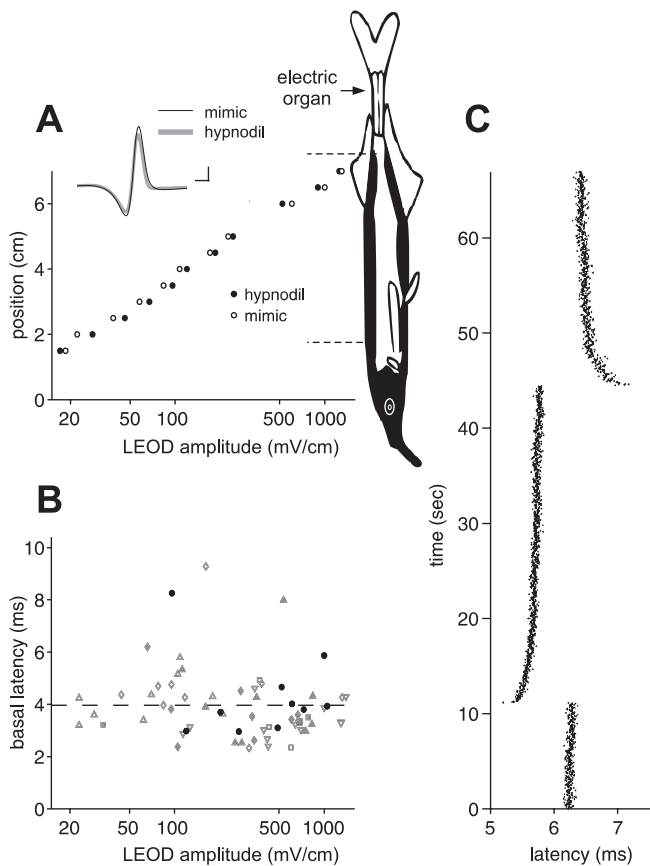 A
mimic
hypnodil
electric
organ
position (cm)
6
4
2
0
hypnodil
mimic
20 50 100 500 1000
LEOD amplitude (mV/cm)
B
basal latency (ms)
10
8
6
4
2
0
20 50 100 500 1000
LEOD amplitude (mV/cm)
C
time (sec)
60
50
40
30
20
10
0
5 6 7
latency (ms)